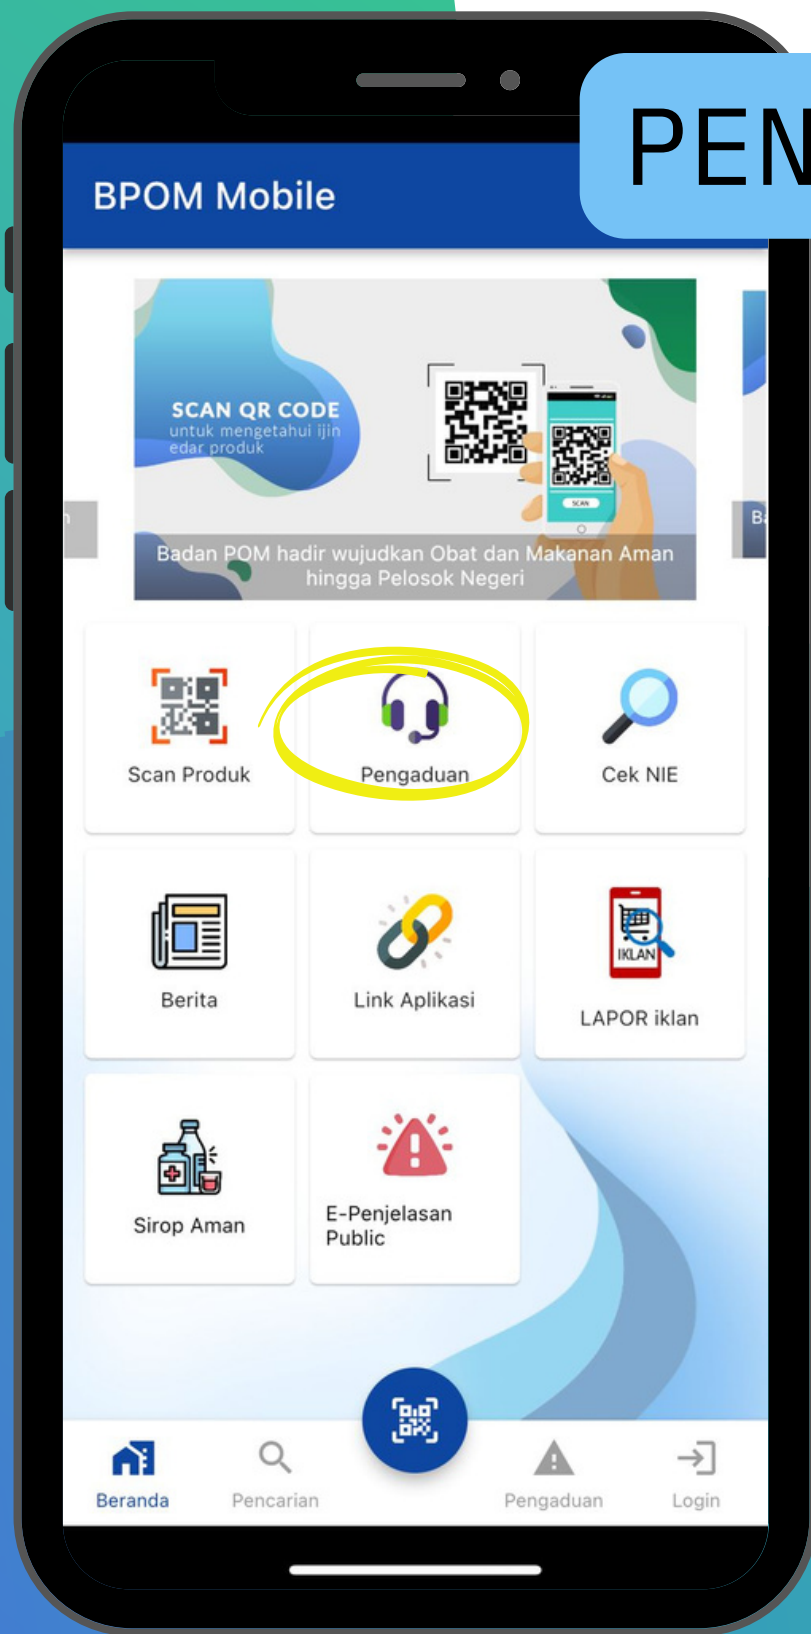 PEN
BPOM Mobile
SCAN QR CODE
untuk mengetahui ijin
edar produk
SCAN
Badan POM hadir wujudkan Obat dan Makanan Aman
hingga Pelosok Negeri
Scan Produk
Pengaduan
Cek NIE
IKLAN
Berita
Link Aplikasi
LAPOR iklan
Sirop Aman
E-Penjelasan
Public
Beranda
Pencarian
Pengaduan
Login